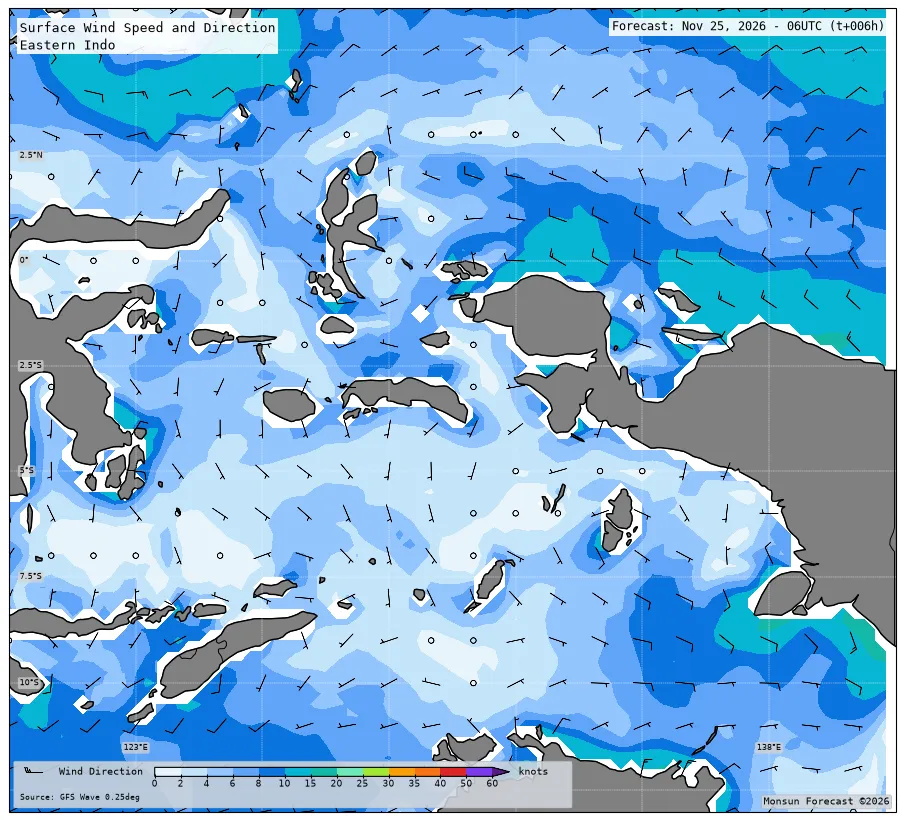 Surface Wind Speed and Direction
Eastern Indo
Forecast: Nov 25, 2026 - 06UTC (t+006h)
2.5°N
0°
2.5°S
5°S
7.5°S
10°S
123°E
138°E
Wind Direction
0 2 4 6 8 10 15 20 25 30 35 40 50 60
knots
Source: GFS Wave 0.25deg
Monsun Forecast ©2026